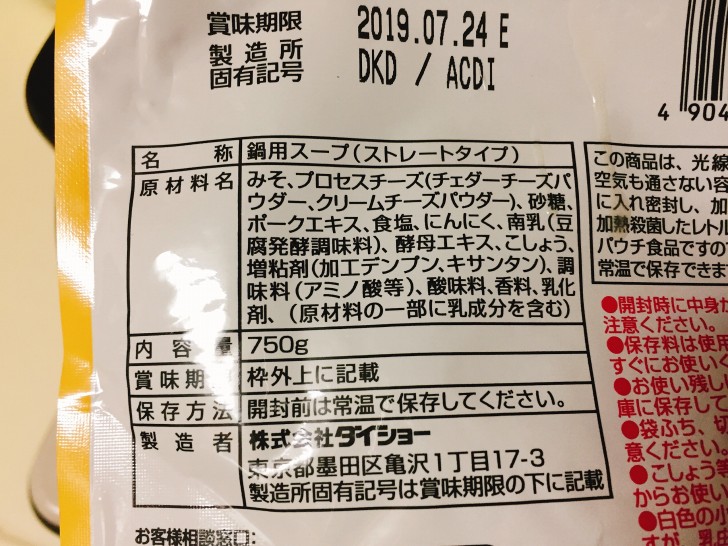 賞味期限 2019.07.24 E
製造所
固有記号 DKD / ACDI
4 904
名称 鍋用スープ(ストレートタイプ)
原材料名 みそ、プロセスチーズ(チェダーチーズパ
ウダー、クリームチーズパウダー)、砂糖、
ポークエキス、食塩、にんにく、南乳(豆
腐発酵調味料)、酵母エキス、こしょう、
増粘剤(加工デンプン、キサンタン)、調
味料(アミノ酸等)、酸味料、香料、乳化
剤、(原材料の一部に乳成分を含む)
内容量 750g
賞味期 枠外上に記載
保存方法 開封前は常温で保存してください。
製造者 株式会社ダイショー
東京都墨田区亀沢1丁目17-3
製造所固有記号は賞味期限の下に記載
お客様相談窓口:
この商品は、光線
空気も通さない容
に入れ密封し、加
加熱殺菌したレトル
パウチ食品ですの
常温で保存できま
●開封時に中身が
注意ください。
●保存料は使用
すぐにお使いく
●お使い残し
庫に保存して
●袋ふち、切
意ください。
●こしょう等
からお使い
●白色の小
すが、乳成